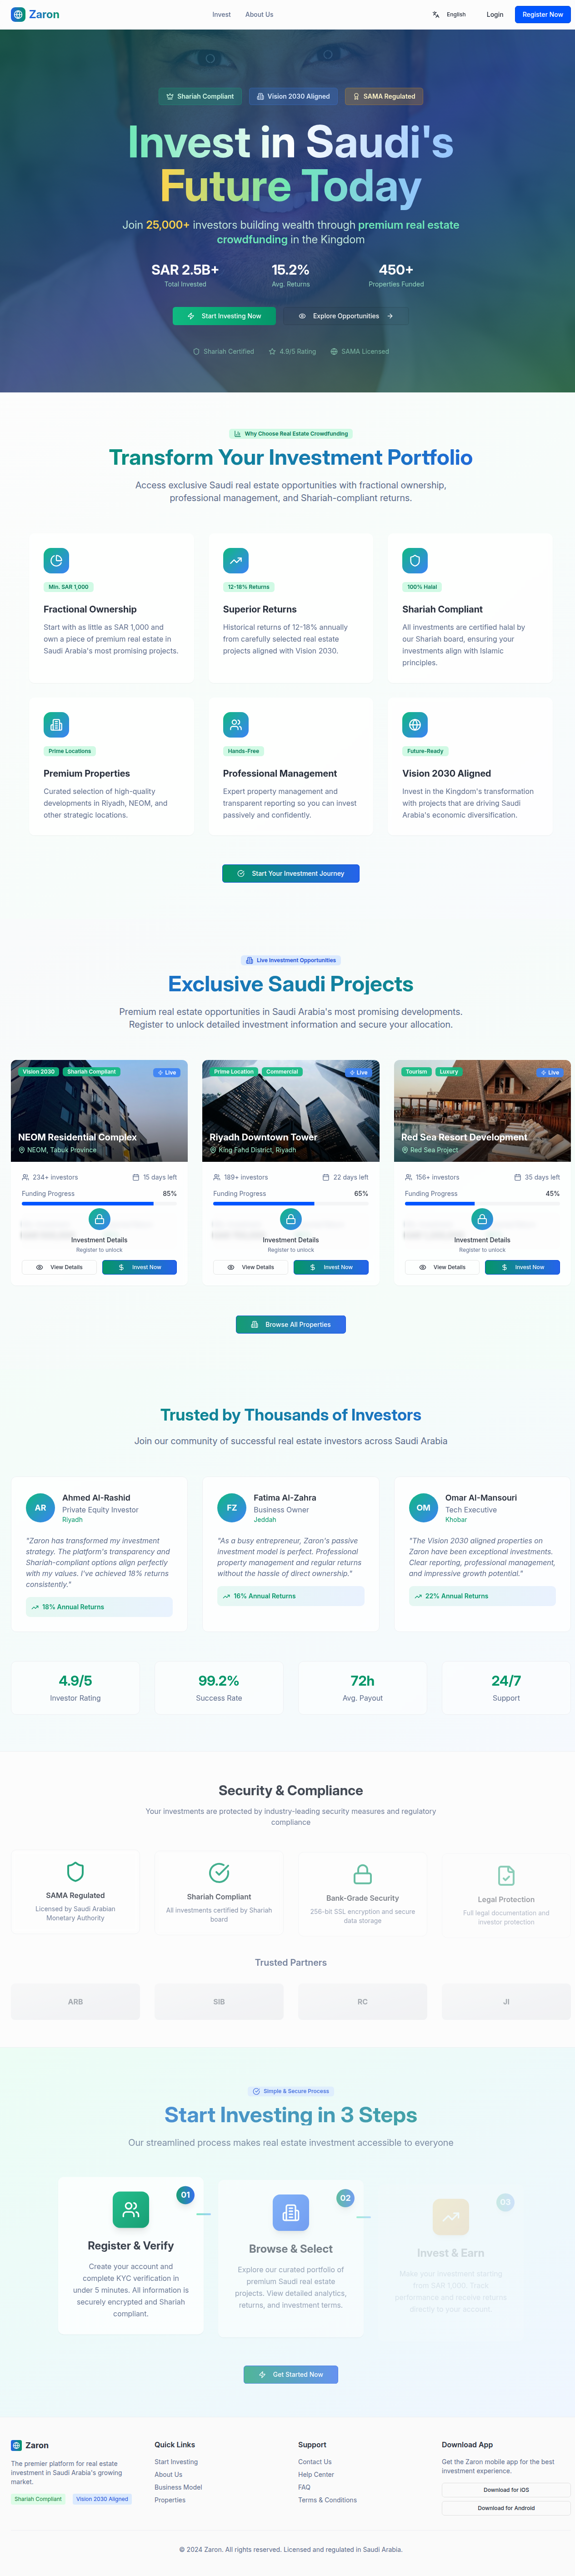 Zaron
Invest
About Us
English
Login
Register Now
Shariah Compliant
Vision 2030 Aligned
SAMA Regulated
Invest in Saudi's
Future Today
Join 25,000+ investors building wealth through premium real estate
crowdfunding in the Kingdom
SAR 2.5B+
Total Invested
15.2%
Avg. Returns
450+
Properties Funded
Start Investing Now
Explore Opportunities
Shariah Certified
4.9/5 Rating
SAMA Licensed
Why Choose Real Estate Crowdfunding
Transform Your Investment Portfolio
Access exclusive Saudi real estate opportunities with fractional ownership,
professional management, and Shariah-compliant returns.
Min. SAR 1,000
Fractional Ownership
Start with as little as SAR 1,000 and
own a piece of premium real estate in
Saudi Arabia's most promising projects.
12-18% Returns
Superior Returns
Historical returns of 12-18% annually
from carefully selected real estate
projects aligned with Vision 2030.
100% Halal
Shariah Compliant
All investments are certified halal by
our Shariah board, ensuring your
investments align with Islamic
principles.
Prime Locations
Premium Properties
Curated selection of high-quality
developments in Riyadh, NEOM, and
other strategic locations.
Hands-Free
Professional Management
Expert property management and
transparent reporting so you can invest
passively and confidently.
Future-Ready
Vision 2030 Aligned
Invest in the Kingdom's transformation
with projects that are driving Saudi
Arabia's economic diversification.
Start Your Investment Journey
Live Investment Opportunities
Exclusive Saudi Projects
Premium real estate opportunities in Saudi Arabia's most promising developments.
Register to unlock detailed investment information and secure your allocation.
Vision 2030
Shariah Compliant
Live
NEOM Residential Complex
NEOM, Tabuk Province
234+ investors
15 days left
Funding Progress
85%
Investment Details
Register to unlock
View Details
Invest Now
Prime Location
Commercial
Live
Riyadh Downtown Tower
King Fahd District, Riyadh
189+ investors
22 days left
Funding Progress
65%
Investment Details
Register to unlock
View Details
Invest Now
Tourism
Luxury
Live
Red Sea Resort Development
Red Sea Project
156+ investors
35 days left
Funding Progress
45%
Investment Details
Register to unlock
View Details
Invest Now
Browse All Properties
Trusted by Thousands of Investors
Join our community of successful real estate investors across Saudi Arabia
AR
Ahmed Al-Rashid
Private Equity Investor
Riyadh
"Zaron has transformed my investment
strategy. The platform's transparency and
Shariah-compliant options align perfectly
with my values. I've achieved 18% returns
consistently."
18% Annual Returns
FZ
Fatima Al-Zahra
Business Owner
Jeddah
"As a busy entrepreneur, Zaron's passive
investment model is perfect. Professional
property management and regular returns
without the hassle of direct ownership."
16% Annual Returns
OM
Omar Al-Mansouri
Tech Executive
Khobar
"The Vision 2030 aligned properties on
Zaron have been exceptional investments.
Clear reporting, professional management,
and impressive growth potential."
22% Annual Returns
4.9/5
Investor Rating
99.2%
Success Rate
72h
Avg. Payout
24/7
Support
Security & Compliance
Your investments are protected by industry-leading security measures and regulatory
compliance
SAMA Regulated
Licensed by Saudi Arabian
Monetary Authority
Shariah Compliant
All investments certified by Shariah
board
Bank-Grade Security
256-bit SSL encryption and secure
data storage
Legal Protection
Full legal documentation and
investor protection
Trusted Partners
ARB
SIB
RC
JI
Simple & Secure Process
Start Investing in 3 Steps
Our streamlined process makes real estate investment accessible to everyone
01
Register & Verify
Create your account and
complete KYC verification in
under 5 minutes. All information is
securely encrypted and Shariah
compliant.
02
Browse & Select
Explore our curated portfolio of
premium Saudi real estate
projects. View detailed analytics,
returns, and investment terms.
03
Invest & Earn
Make your investment starting
from SAR 1,000. Track
performance and receive returns
directly to your account.
Get Started Now
Zaron
The premier platform for real estate
investment in Saudi Arabia's growing
market.
Shariah Compliant
Vision 2030 Aligned
Quick Links
Start Investing
About Us
Business Model
Properties
Support
Contact Us
Help Center
FAQ
Terms & Conditions
Download App
Get the Zaron mobile app for the best
investment experience.
Download for iOS
Download for Android
© 2024 Zaron. All rights reserved. Licensed and regulated in Saudi Arabia.